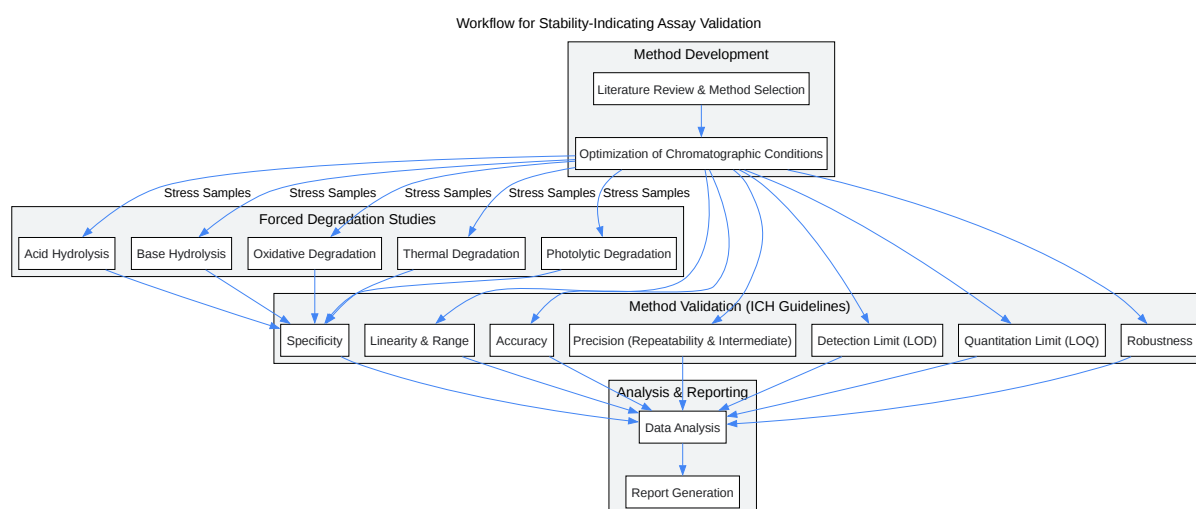 Workflow for Stability-Indicating Assay Validation
Method Development
Literature Review & Method Selection
Optimization of Chromatographic Conditions
Stress Samples
Stress Samples
Stress Samples
Stress Samples
Stress Samples
Forced Degradation Studies
Acid Hydrolysis
Base Hydrolysis
Oxidative Degradation
Thermal Degradation
Photolytic Degradation
Method Validation (ICH Guidelines)
Specificity
Linearity & Range
Accuracy
Precision (Repeatability & Intermediate)
Detection Limit (LOD)
Quantitation Limit (LOQ)
Robustness
Analysis & Reporting
Data Analysis
Report Generation